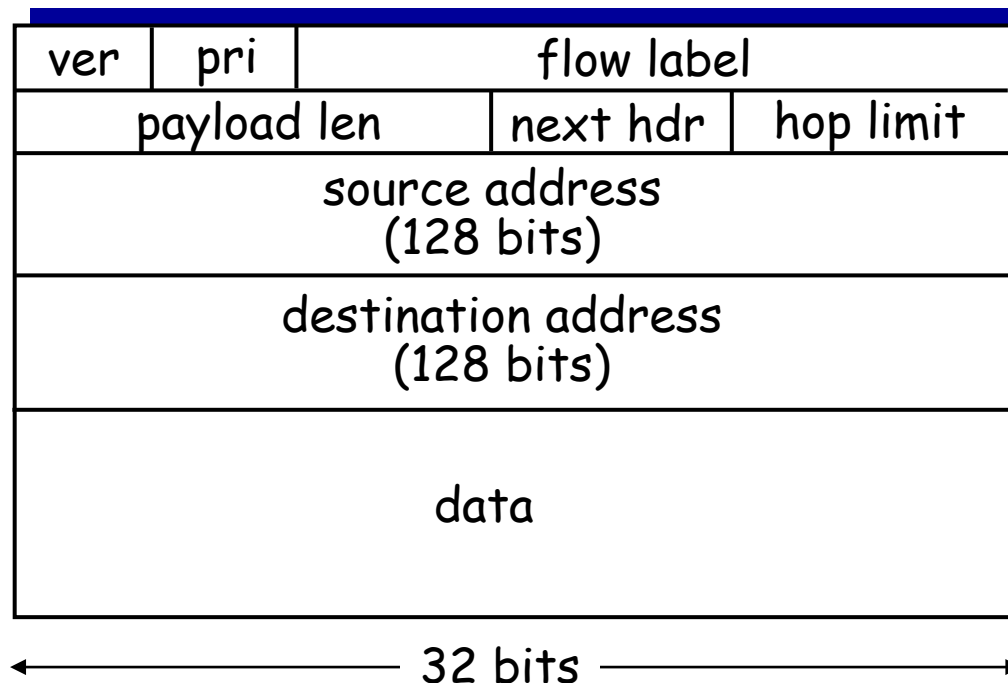 ver pri flow label
payload len next hdr hop limit
source address
(128 bits)
destination address
(128 bits)
data
32 bits